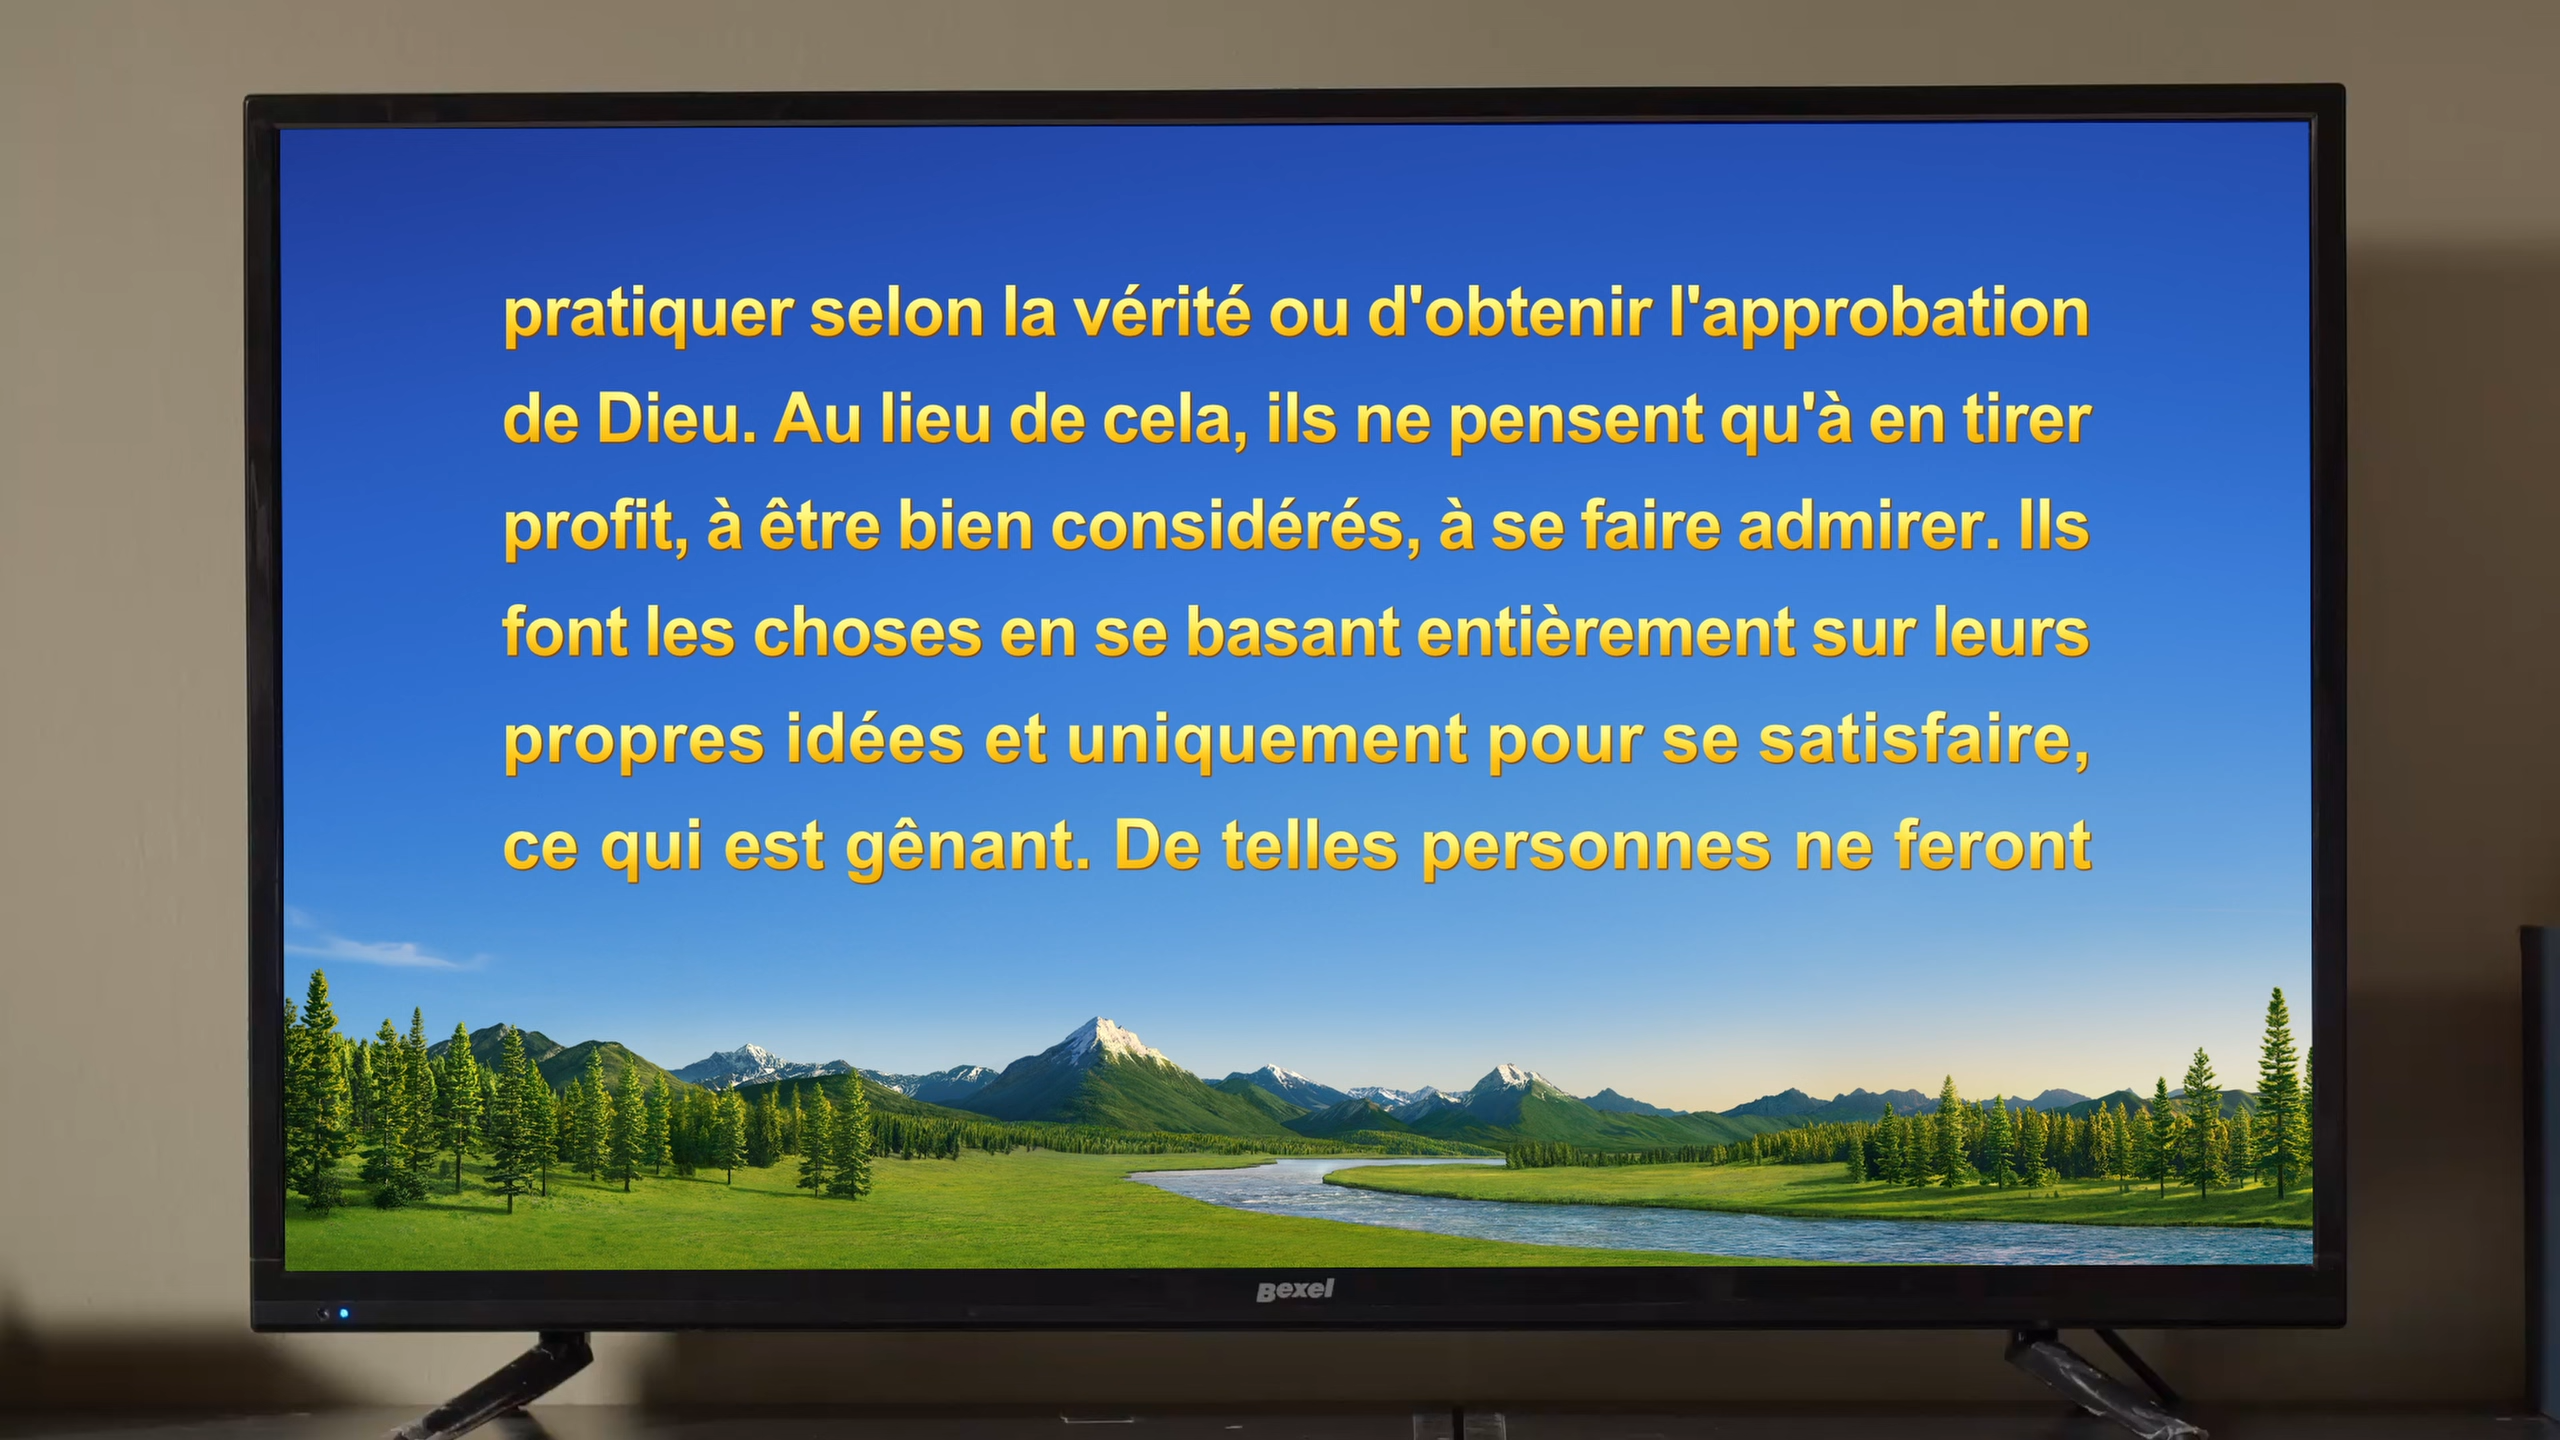 pratiquer selon la vérité ou d'obtenir l'approbation
de Dieu. Au lieu de cela, ils ne pensent qu'à en tirer
profit, à être bien considérés, à se faire admirer. Ils
font les choses en se basant entièrement sur leurs
propres idées et uniquement pour se satisfaire,
ce qui est gênant. De telles personnes ne feront
Bexel